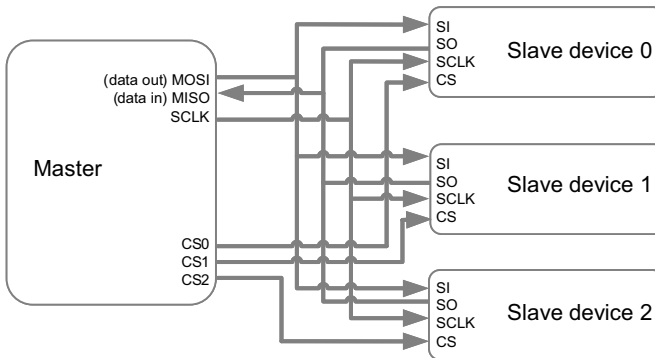 Master
(data out) MOSI
(data in) MISO
SCLK
CS0
CS1
CS2
SI
SO
SCLK
CS
Slave device 0
SI
SO
SCLK
CS
Slave device 1
SI
SO
SCLK
CS
Slave device 2